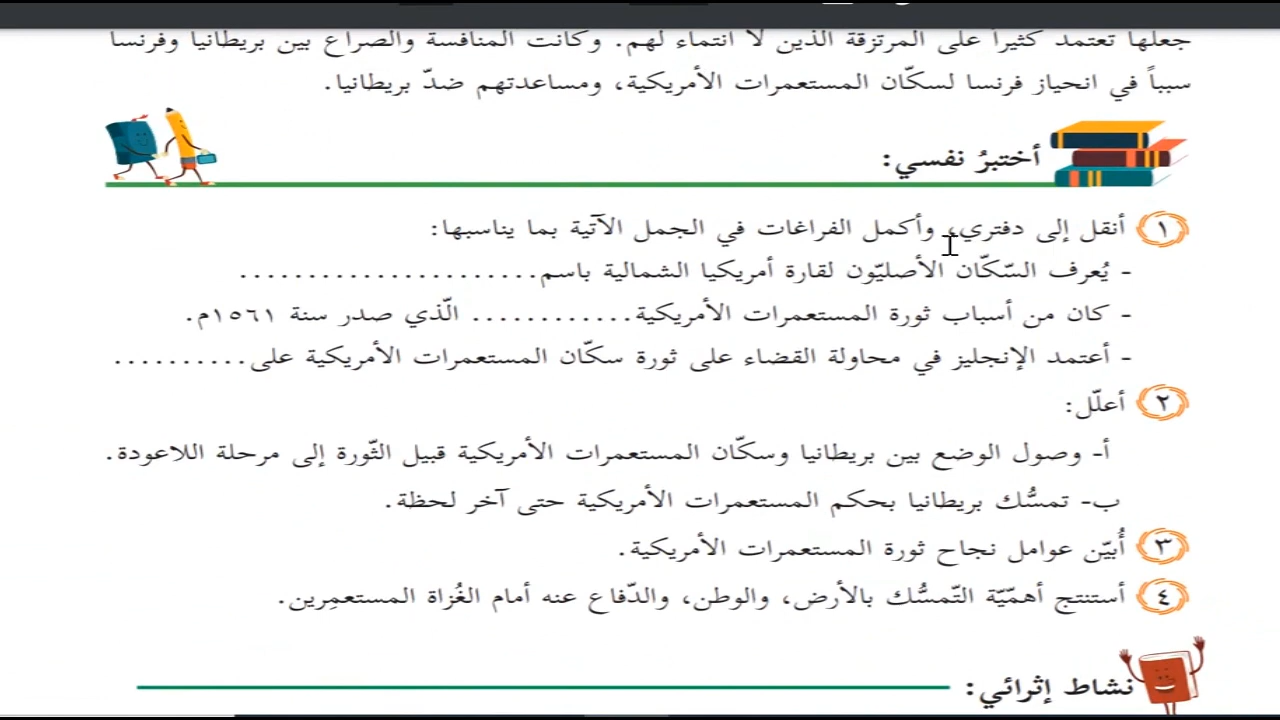 جعلها تعتمد كثيراً على المرتزقة الذين لا انتماء لهم. وكانت المنافسة والصراع بين بريطانيا وفرنسا
سبباً في انحياز فرنسا لسكّان المستعمرات الأمريكية، ومساعدتهم ضدّ بريطانيا.
أختبرُ نفسي:
١ أنقل إلى دفتري، وأكمل الفراغات في الجمل الآتية بما يناسبها:
- يُعرف السّكّان الأصليّون لقارة أمريكيا الشمالية باسم.......................
- كان من أسباب ثورة المستعمرات الأمريكية............. الّذي صدر سنة ١٥٦١م.
- أعتمد الإنجليز في محاولة القضاء على ثورة سكّان المستعمرات الأمريكية على..........
٢ أعلّل:
أ- وصول الوضع بين بريطانيا وسكّان المستعمرات الأمريكية قبيل الثّورة إلى مرحلة اللاعودة.
ب- تمسُّك بريطانيا بحكم المستعمرات الأمريكية حتى آخر لحظة.
٣ أُبيّن عوامل نجاح ثورة المستعمرات الأمريكية.
٤ أستنتج أهمّيّة التّمسُّك بالأرض، والوطن، والدّفاع عنه أمام الغُزاة المستعمِرين.
نشاط إثرائي: